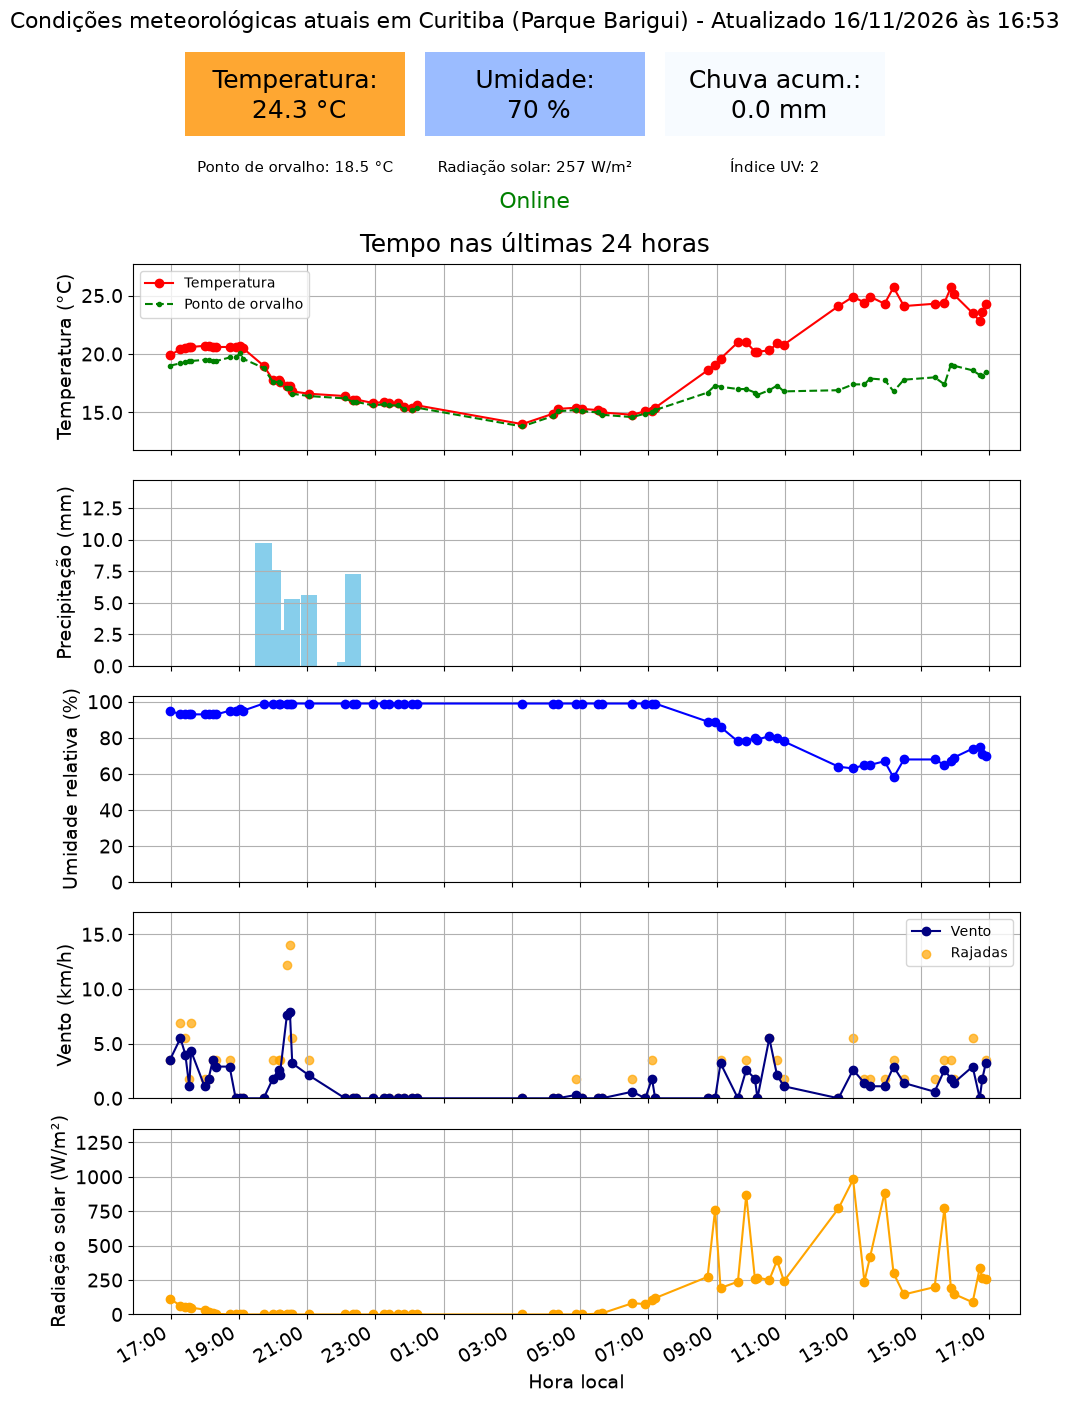 Condições meteorológicas atuais em Curitiba (Parque Barigui) - Atualizado 16/11/2026 às 16:53
Temperatura:
24.3 °C
Umidade:
70 %
Chuva acum.:
0.0 mm
Ponto de orvalho: 18.5 °C
Radiação solar: 257 W/m²
Índice UV: 2
Online
Tempo nas últimas 24 horas
Temperatura (°C)
25.0
20.0
15.0
Temperatura
Ponto de orvalho
Precipitação (mm)
12.5
10.0
7.5
5.0
2.5
0.0
Umidade relativa (%)
100
80
60
40
20
0
Vento (km/h)
15.0
10.0
5.0
0.0
Vento
Rajadas
Radiação solar (W/m²)
1250
1000
750
500
250
0
17:00
19:00
21:00
23:00
01:00
03:00
05:00
07:00
09:00
11:00
13:00
15:00
17:00
Hora local